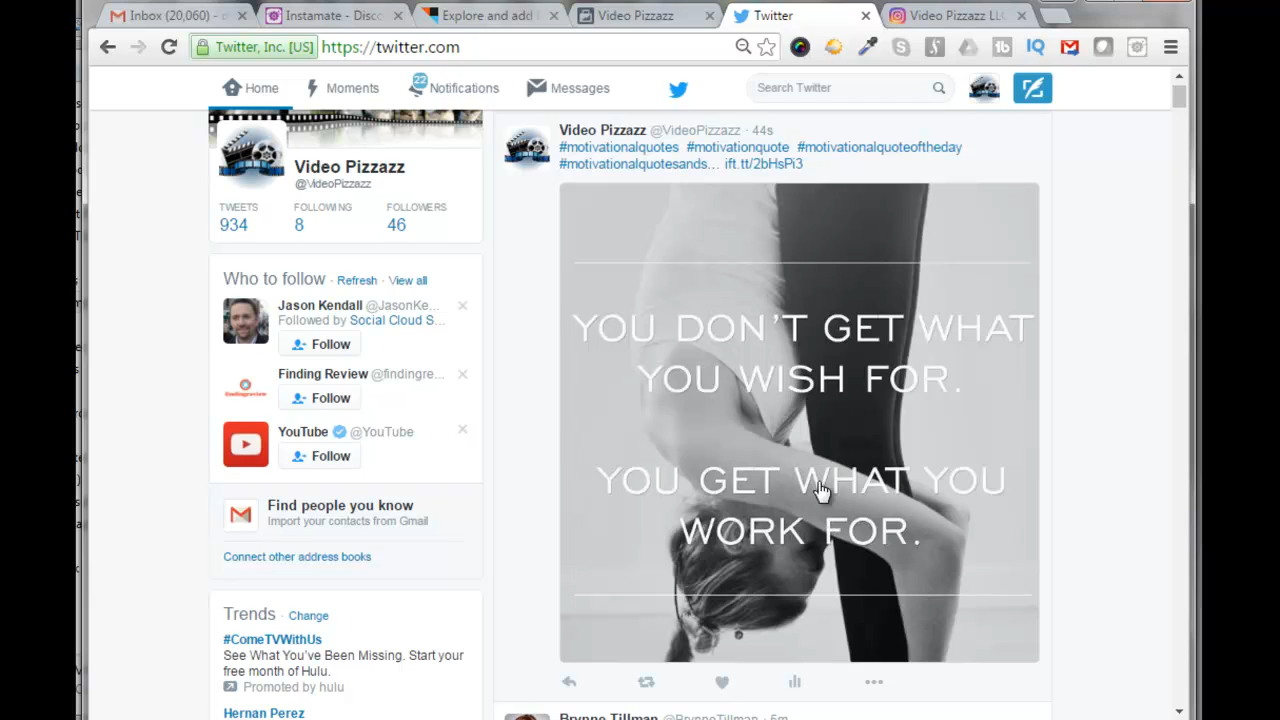 Inbox (20,060) -
Instamate - Disc
Explore and add
Video Pizzazz
Twitter
Video Pizzazz LL
Twitter, Inc. [US]
https://twitter.com
Home
Moments
22
Notifications
Messages
Search Twitter
Video Pizzazz
@VideoPizzazz
TWEETS FOLLOWING FOLLOWERS
934 8 46
Who to follow · Refresh · View all
Jason Kendall @JasonKe...
Followed by Social Cloud S...
Follow
Finding Review @findingre...
Follow
YouTube @YouTube
Follow
Find people you know
Import your contacts from Gmail
Connect other address books
Trends · Change
#ComeTVWithUs
See What You've Been Missing. Start your
free month of Hulu.
Promoted by hulu
Hernan Perez
Video Pizzazz @VideoPizzazz · 44s
#motivationalquotes #motivationquote #motivationalquoteoftheday
#motivationalquotesands... ift.tt/2bHsPi3
YOU DON'T GET WHAT
YOU WISH FOR.
YOU GET WHAT YOU
WORK FOR.
Brynne Tillman @BrynneTillman · 5m